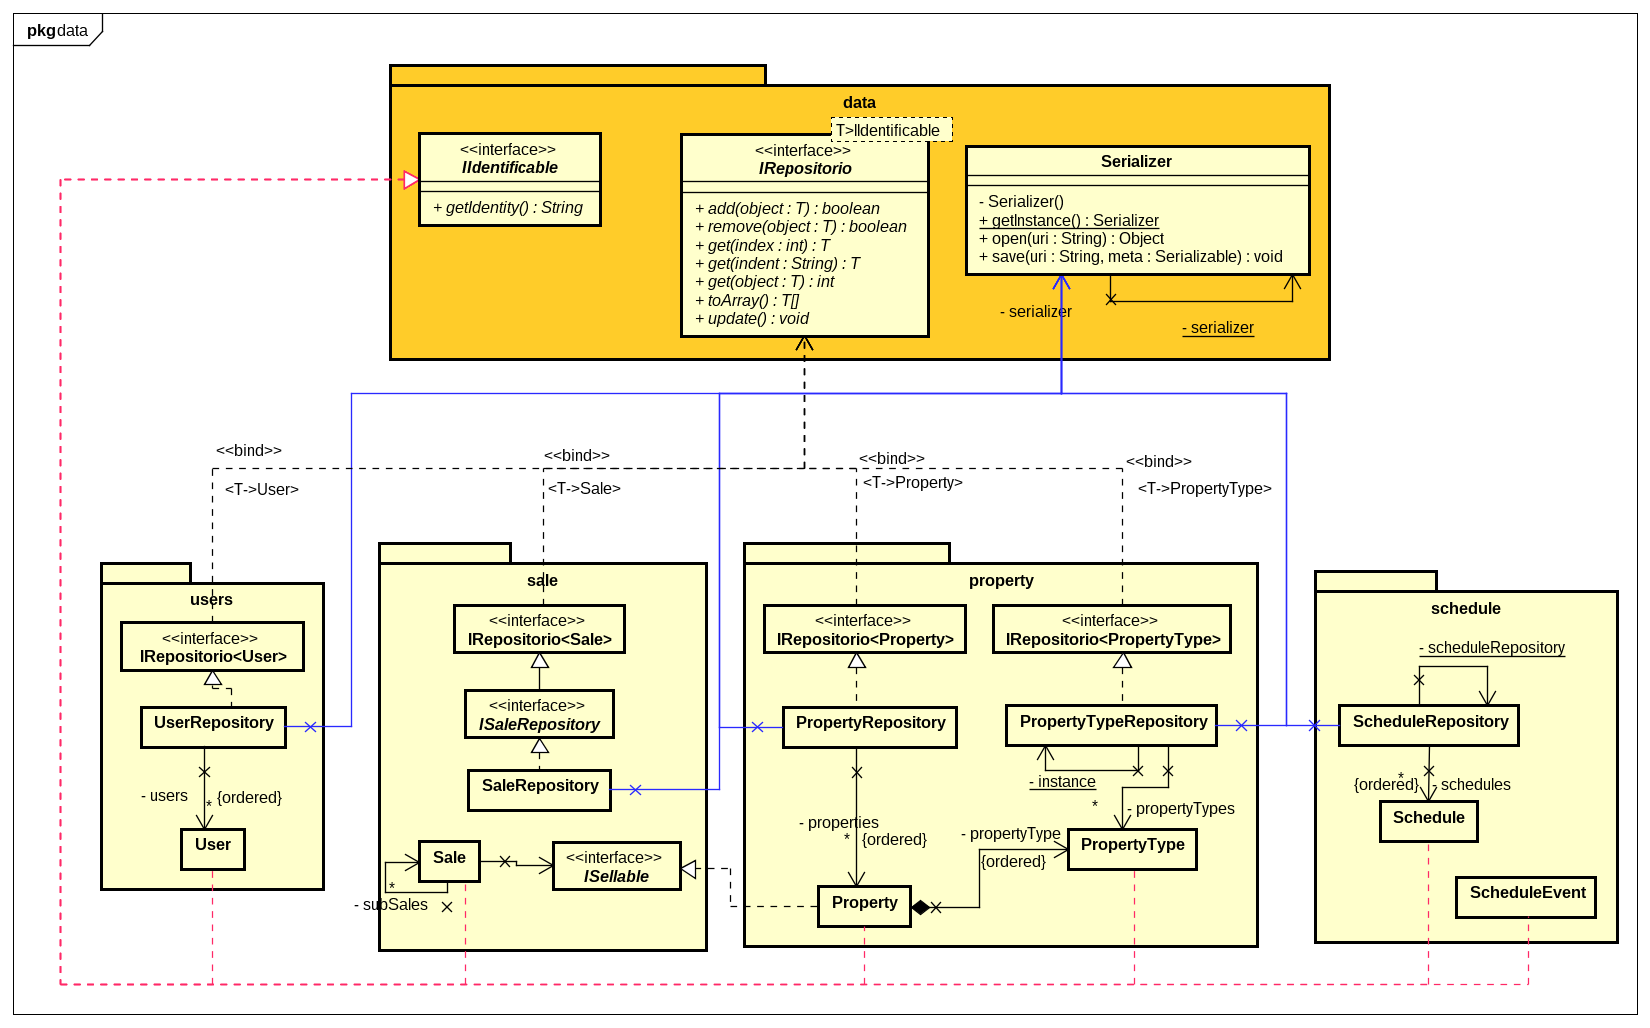 pkg data
data
T>IIdentificable
<<interface>>
IIdentificable
+ getIdentity() : String
<<interface>>
IRepositorio
+ add(object : T) : boolean
+ remove(object : T) : boolean
+ get(index : int) : T
+ get(indent : String) : T
+ get(object : T) : int
+ toArray() : T[]
+ update() : void
Serializer
- Serializer()
+ getInstance() : Serializer
+ open(uri : String) : Object
+ save(uri : String, meta : Serializable) : void
- serializer
- serializer
<<bind>>
<T->User>
<<bind>>
<T->Sale>
<<bind>>
<T->Property>
<<bind>>
<T->PropertyType>
users
<<interface>>
IRepositorio<User>
UserRepository
- users
* {ordered}
User
sale
<<interface>>
IRepositorio<Sale>
<<interface>>
ISaleRepository
SaleRepository
Sale
<<interface>>
ISellable
*
- subSales
property
<<interface>>
IRepositorio<Property>
<<interface>>
IRepositorio<PropertyType>
PropertyRepository
PropertyTypeRepository
- instance
*
- propertyTypes
- properties
* {ordered}
- propertyType
{ordered}
PropertyType
Property
schedule
- scheduleRepository
ScheduleRepository
*
{ordered}
- schedules
Schedule
ScheduleEvent